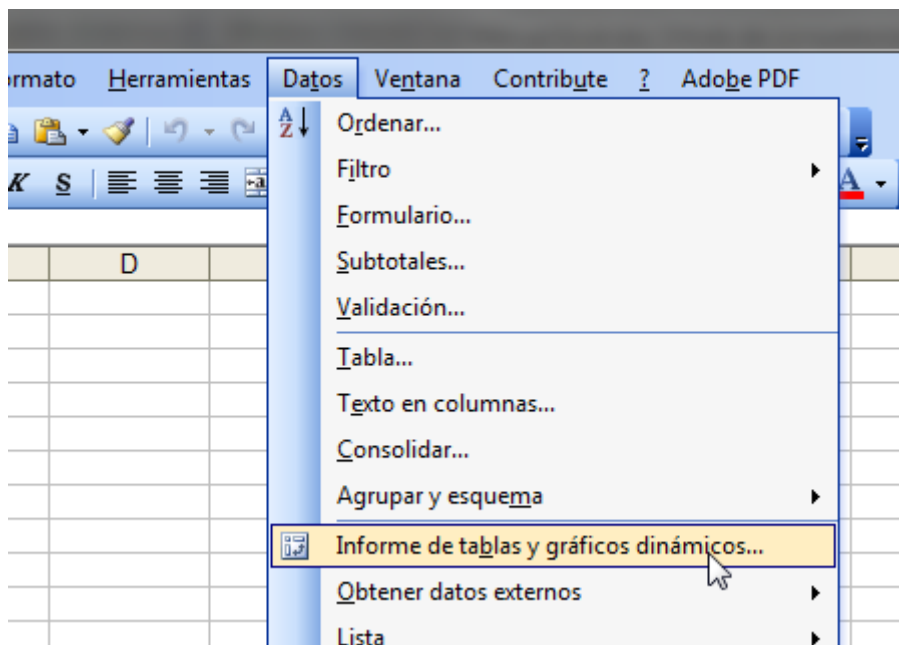 ormato Herramientas Datos Ventana Contribute ? Adobe PDF
K S
D
Ordenar...
Filtro
Formulario...
Subtotales...
Validación...
Tabla...
Texto en columnas...
Consolidar...
Agrupar y esquema
Informe de tablas y gráficos dinámicos...
Obtener datos externos
Lista